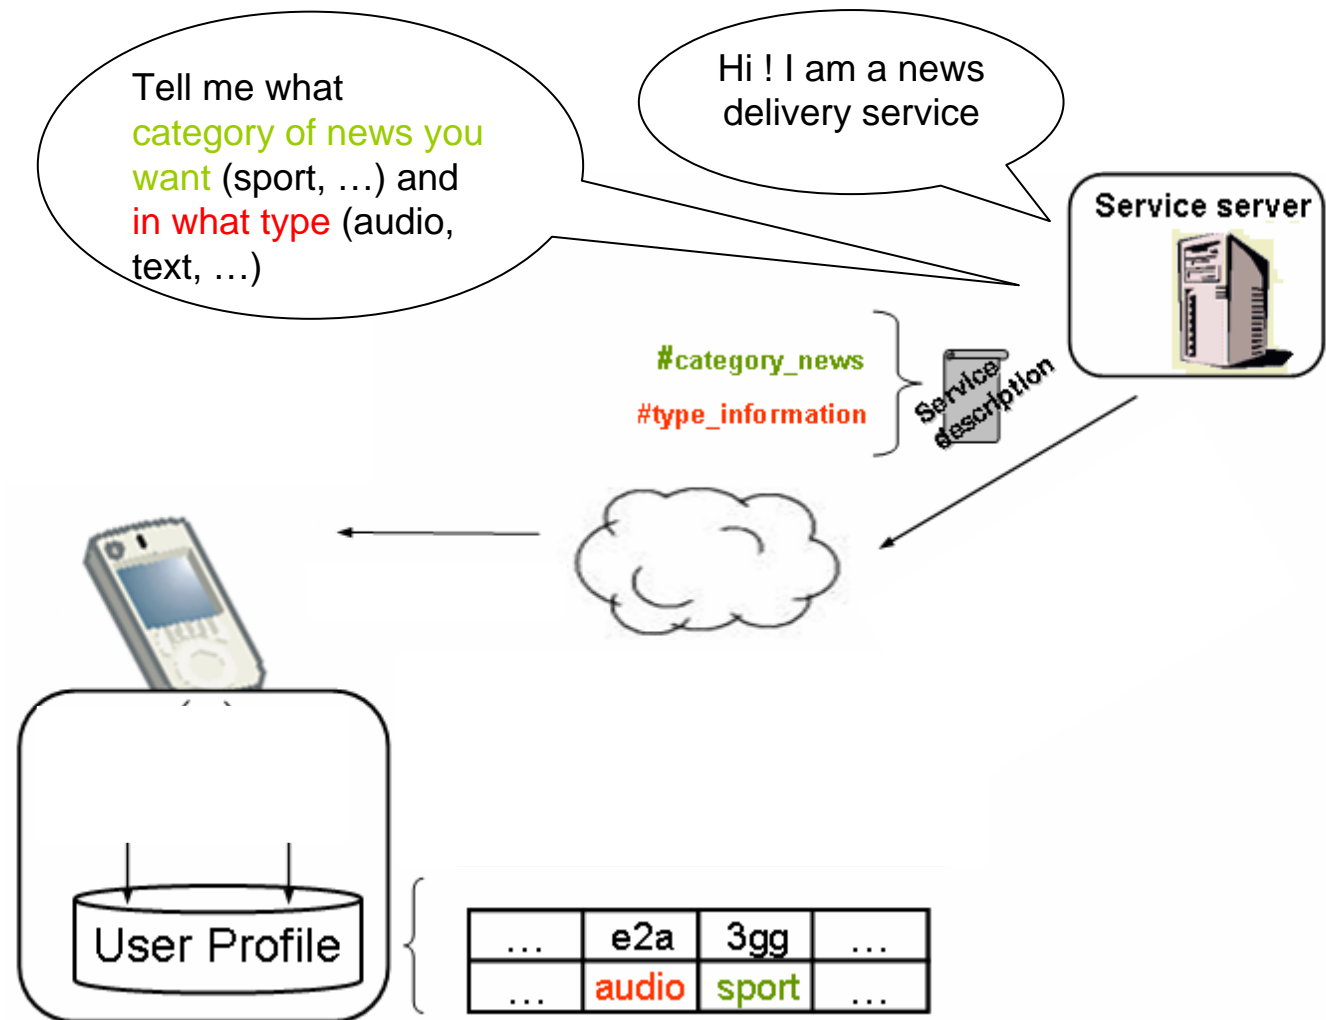 Tell me what
category of news you
want (sport, …) and
in what type (audio,
text, …)
Hi ! I am a news
delivery service
Service server
#category_news
#type_information
Service
description
User Profile
… e2a 3gg …
… audio sport …